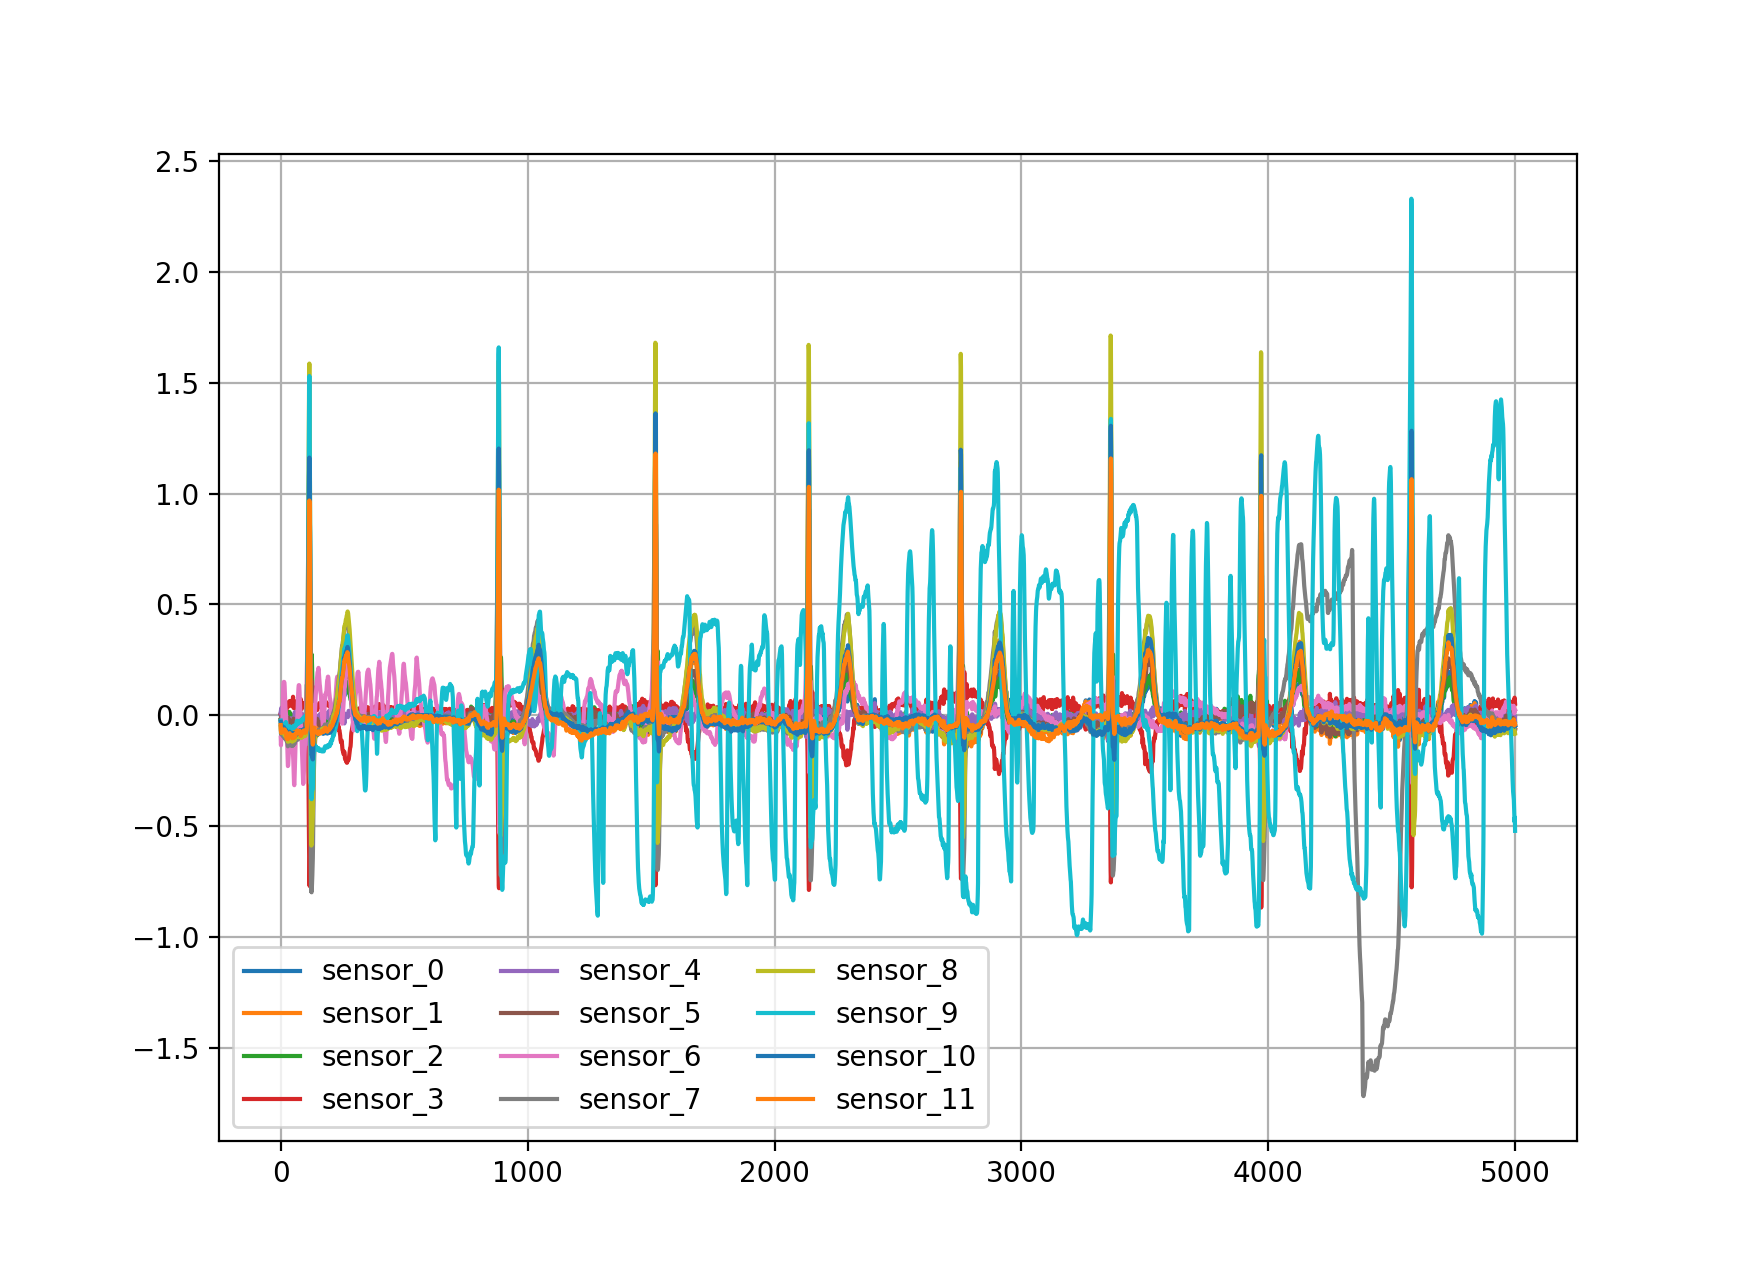 2.5
2.0
1.5
1.0
0.5
0.0
−0.5
−1.0
−1.5
0 1000 2000 3000 4000 5000
sensor_0 sensor_4 sensor_8
sensor_1 sensor_5 sensor_9
sensor_2 sensor_6 sensor_10
sensor_3 sensor_7 sensor_11